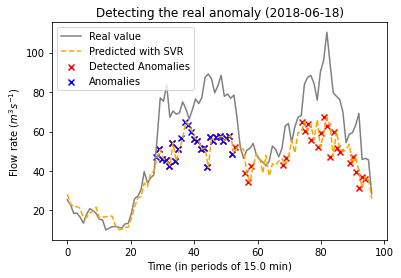 Detecting the real anomaly (2018-06-18)
Real value
Predicted with SVR
Detected Anomalies
Anomalies
Flow rate (m³s⁻¹)
100
80
60
40
20
0 20 40 60 80 100
Time (in periods of 15.0 min)